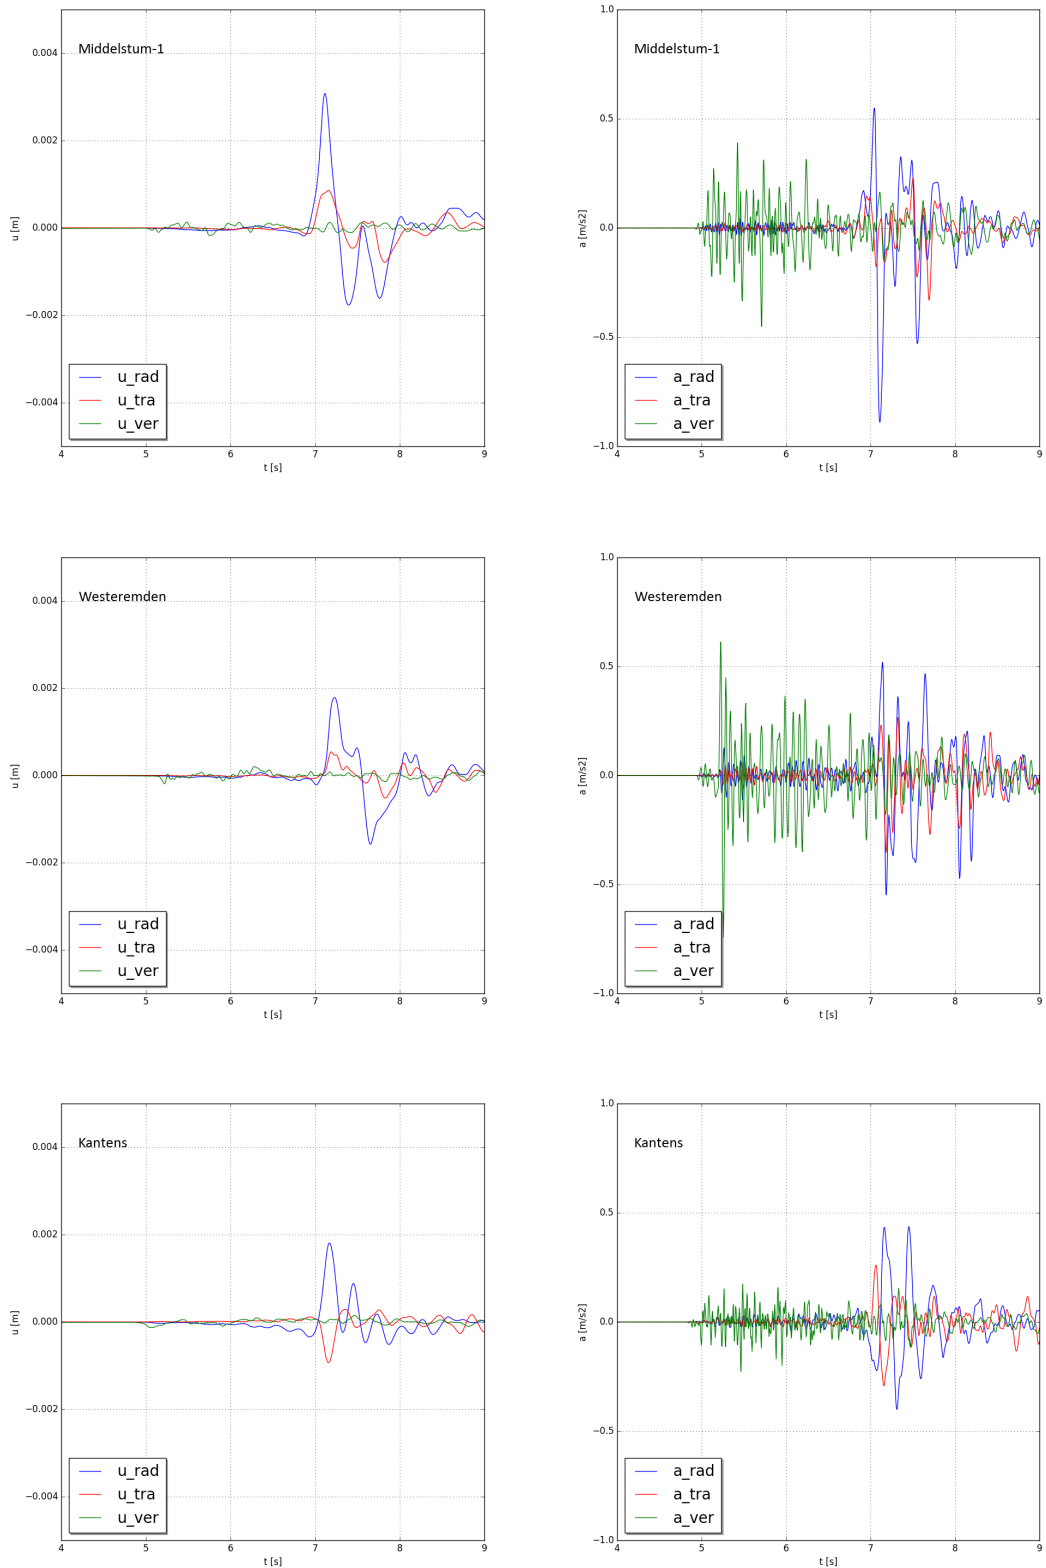 Middelstum-1
u [m]
0.004
0.002
0.000
−0.002
−0.004
u_rad
u_tra
u_ver
4 5 6 7 8 9
t [s]
Middelstum-1
a [m/s2]
1.0
0.5
0.0
−0.5
−1.0
a_rad
a_tra
a_ver
4 5 6 7 8 9
t [s]
Westeremden
u [m]
0.004
0.002
0.000
−0.002
−0.004
u_rad
u_tra
u_ver
4 5 6 7 8 9
t [s]
Westeremden
a [m/s2]
1.0
0.5
0.0
−0.5
−1.0
a_rad
a_tra
a_ver
4 5 6 7 8 9
t [s]
Kantens
u [m]
0.004
0.002
0.000
−0.002
−0.004
u_rad
u_tra
u_ver
4 5 6 7 8 9
t [s]
Kantens
a [m/s2]
1.0
0.5
0.0
−0.5
−1.0
a_rad
a_tra
a_ver
4 5 6 7 8 9
t [s]